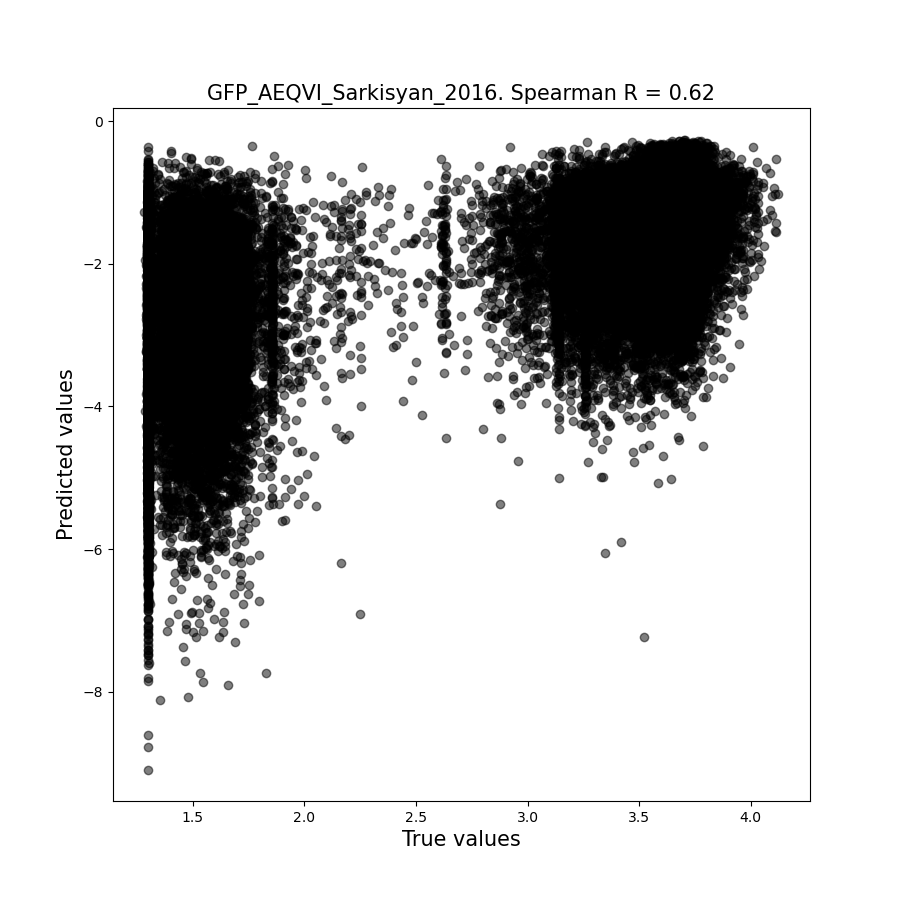 GFP_AEQVI_Sarkisyan_2016. Spearman R = 0.62
0
−2
−4
−6
−8
Predicted values
1.5 2.0 2.5 3.0 3.5 4.0
True values